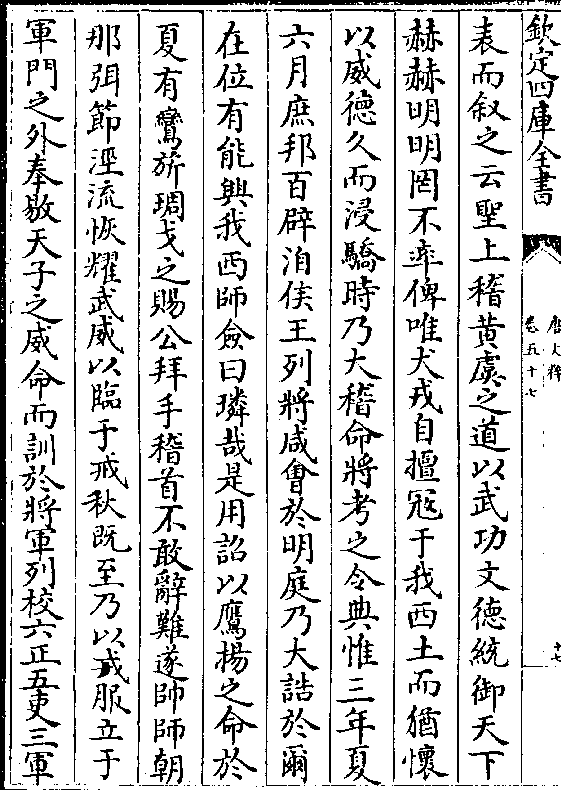 欽定四庫全書
唐文粹
卷五十七
十七
表而叙之云聖上稽黄虞之道以武功文德統御天下
赫赫明明罔不率俾唯犬戎自擅冦于我西土而猶懷
以威德久而浸驕時乃大稽命將考之令典惟三年夏
六月庶邦百辟洎侯王列將咸會於明庭乃大誥於爾
在位有能興我西師僉曰璘哉是用詔以鷹揚之命於
夏有鸞旂琱戈之賜公拜手稽首不敢辭難遂帥師朝
那弭節涇流恢耀武威以臨于戒秋既至乃以戎服立于
軍門之外奉敬天子之威命而訓於將軍列校六正五吏三軍